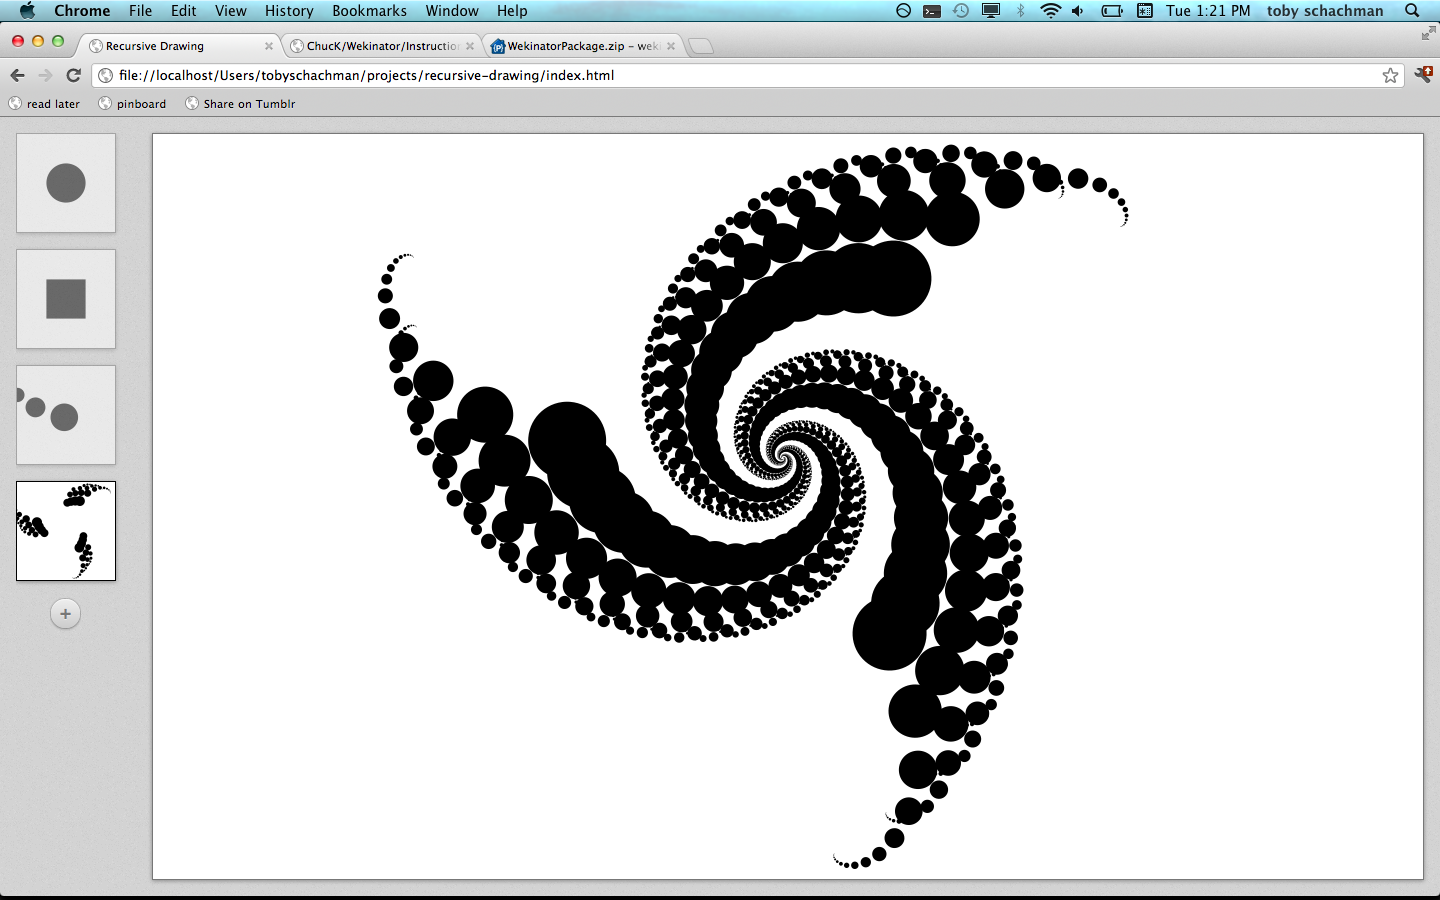 Chrome File Edit View History Bookmarks Window Help Tue 1:21 PM toby schachman
Recursive Drawing ChucK/Wekinator/Instructio WekinatorPackage.zip – wek
file://localhost/Users/tobyschachman/projects/recursive-drawing/index.html
read later pinboard Share on Tumblr
+